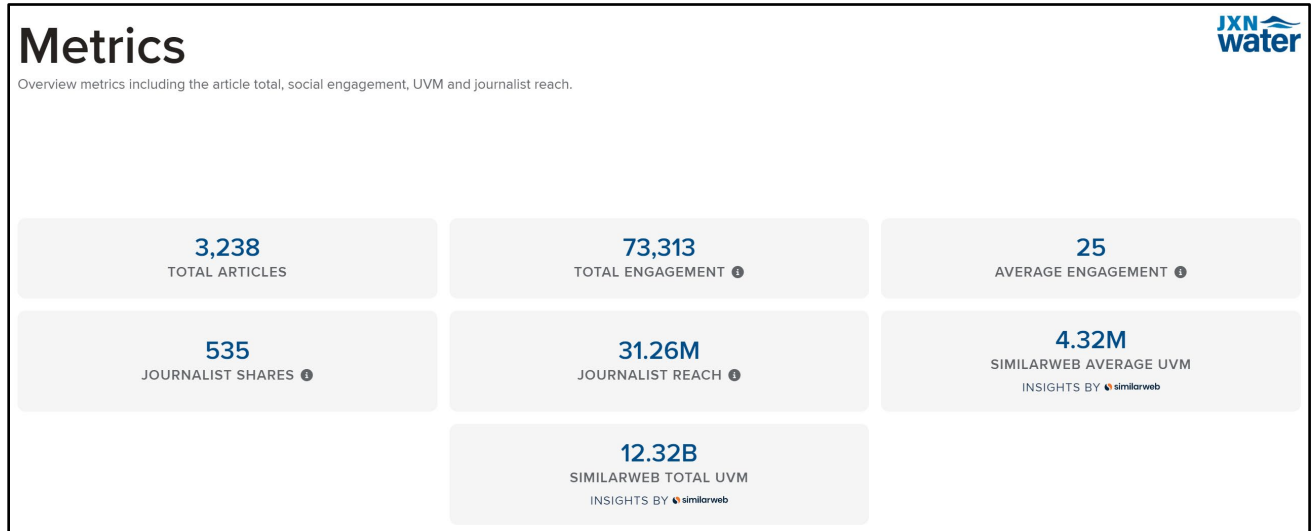 Metrics
JXN
water
Overview metrics including the article total, social engagement, UVM and journalist reach.
3,238
TOTAL ARTICLES
73,313
TOTAL ENGAGEMENT
25
AVERAGE ENGAGEMENT
535
JOURNALIST SHARES
31.26M
JOURNALIST REACH
4.32M
SIMILARWEB AVERAGE UVM
INSIGHTS BY similarweb
12.32B
SIMILARWEB TOTAL UVM
INSIGHTS BY similarweb